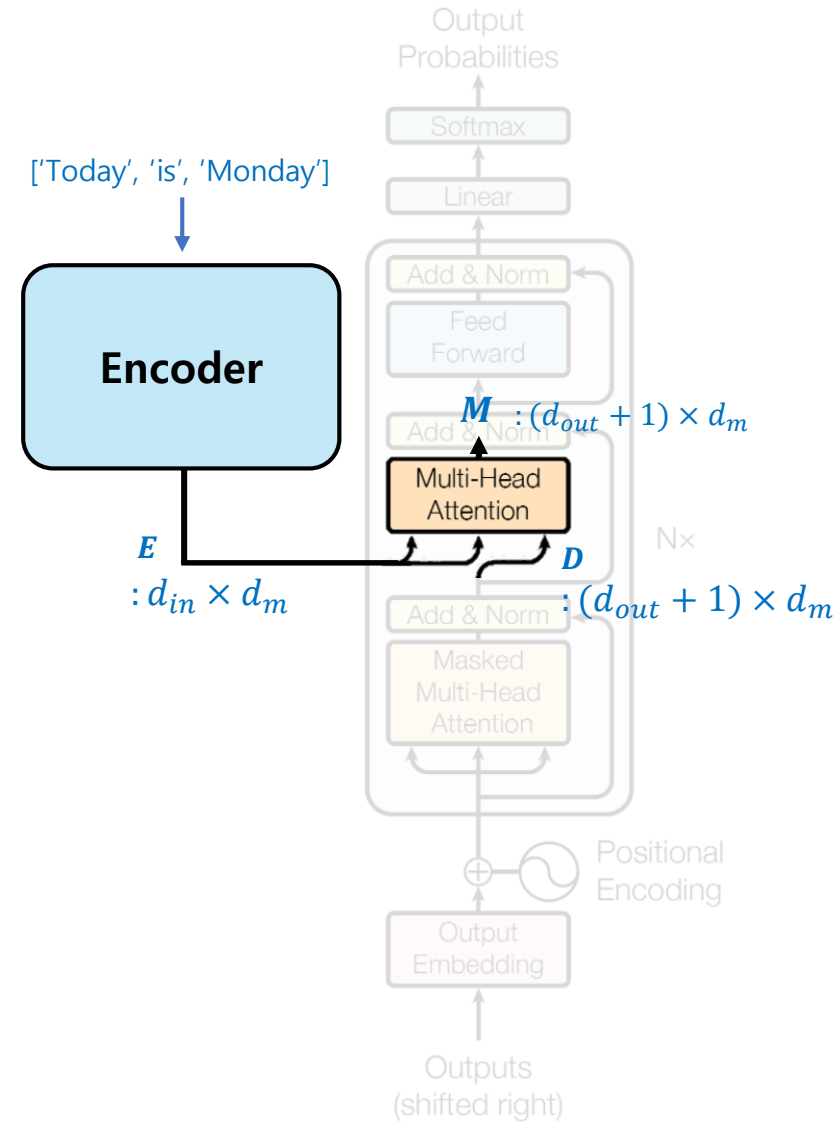 Output
Probabilities
Softmax
['Today', 'is', 'Monday']
Linear
Add & Norm
Feed
Forward
Encoder
M : (d_out + 1) × d_m
Add & Norm
Multi-Head
Attention
N×
E
: d_in × d_m
D
: (d_out + 1) × d_m
Add & Norm
Masked
Multi-Head
Attention
Positional
Encoding
Output
Embedding
Outputs
(shifted right)